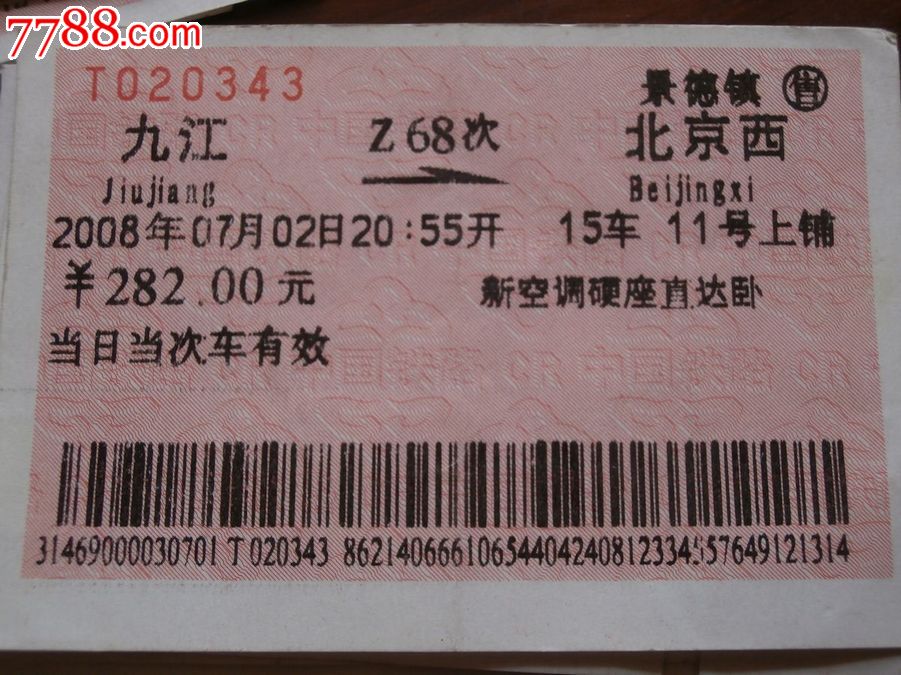 7788.com
T020343 景德镇 售
九江 Z68次 北京西
Jiujiang Beijingxi
2008年07月02日20:55开 15车 11号上铺
¥282.00元 新空调硬座直达卧
当日当次车有效
31469000030701 T020343 86214066610654404240812334557649121314